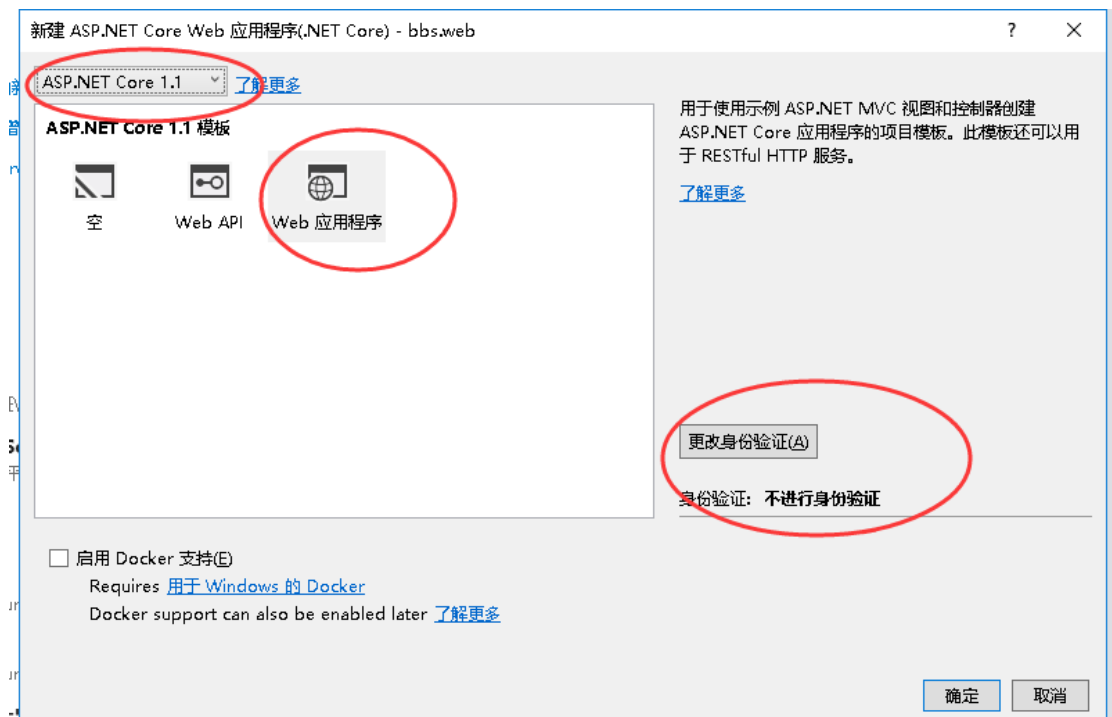 新建 ASP.NET Core Web 应用程序(.NET Core) - bbs.web
ASP.NET Core 1.1 了解更多
ASP.NET Core 1.1 模板
空
Web API
Web 应用程序
用于使用示例 ASP.NET MVC 视图和控制器创建
ASP.NET Core 应用程序的项目模板。此模板还可以用
于 RESTful HTTP 服务。
了解更多
更改身份验证(A)
身份验证: 不进行身份验证
启用 Docker 支持(E)
Requires 用于 Windows 的 Docker
Docker support can also be enabled later 了解更多
确定
取消